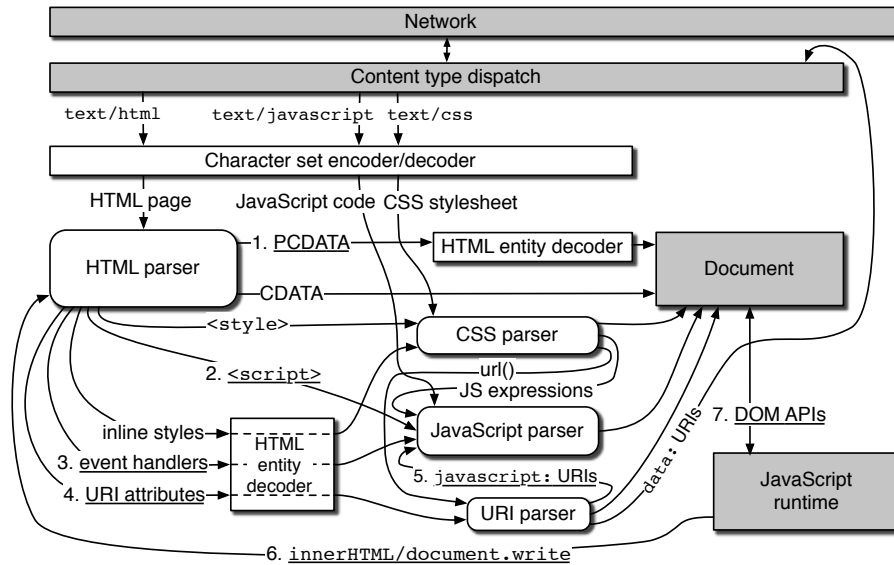 Network
Content type dispatch
text/html
text/javascript
text/css
Character set encoder/decoder
HTML page
JavaScript code
CSS stylesheet
1. PCDATA
HTML entity decoder
HTML parser
Document
CDATA
<style>
CSS parser
url()
2. <script>
JS expressions
inline styles
HTML
entity
decoder
JavaScript parser
7. DOM APIs
3. event handlers
4. URI attributes
5. javascript: URIs
data: URIs
URI parser
JavaScript
runtime
6. innerHTML/document.write